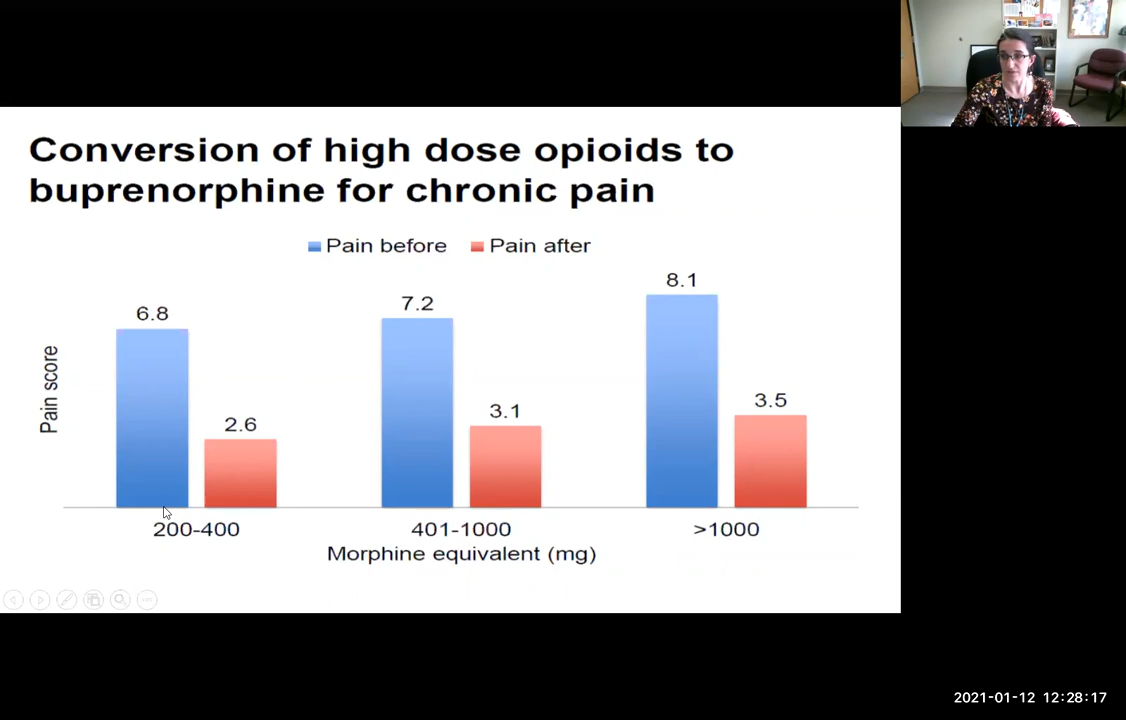 Conversion of high dose opioids to
buprenorphine for chronic pain
Pain before Pain after
8.1
7.2
6.8
3.5
3.1
2.6
Pain score
200-400 401-1000 >1000
Morphine equivalent (mg)
2021-01-12 12:28:17